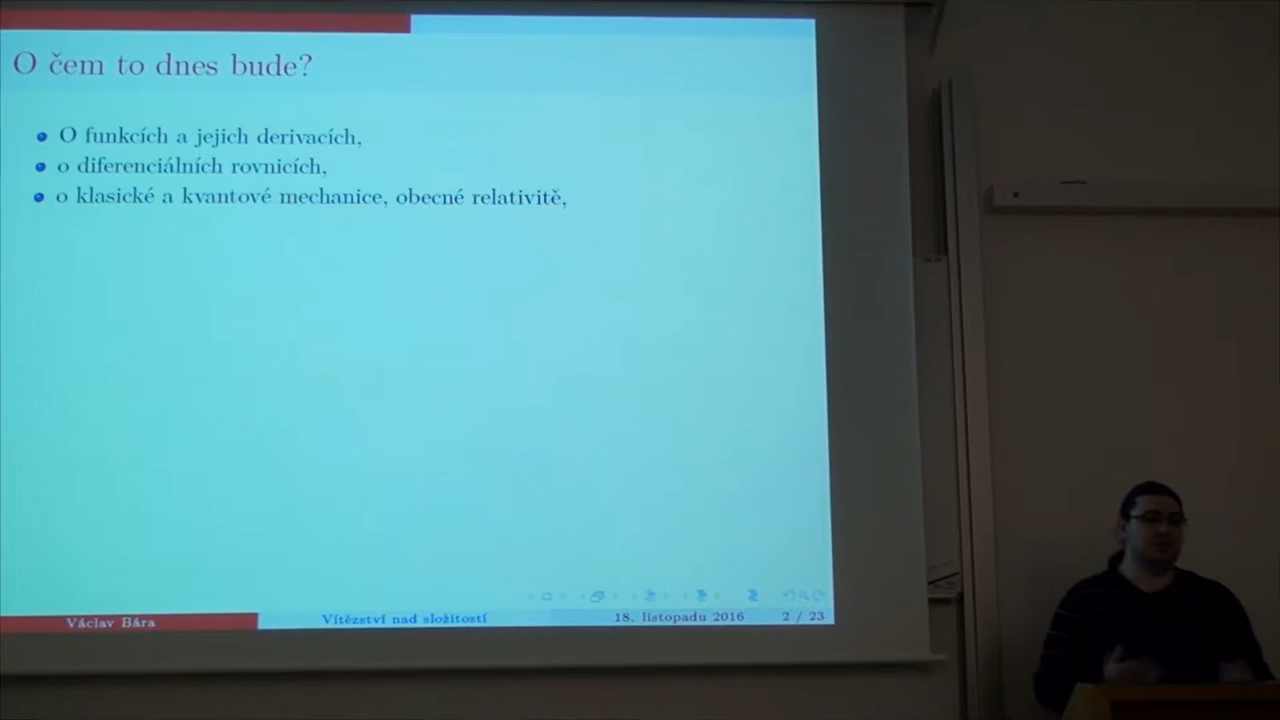 O čem to dnes bude?
O funkcích a jejich derivacích,
o diferenciálních rovnicích,
o klasické a kvantové mechanice, obecné relativitě,
Václav Bára Vítězství nad složitostí 18. listopadu 2016 2 / 23